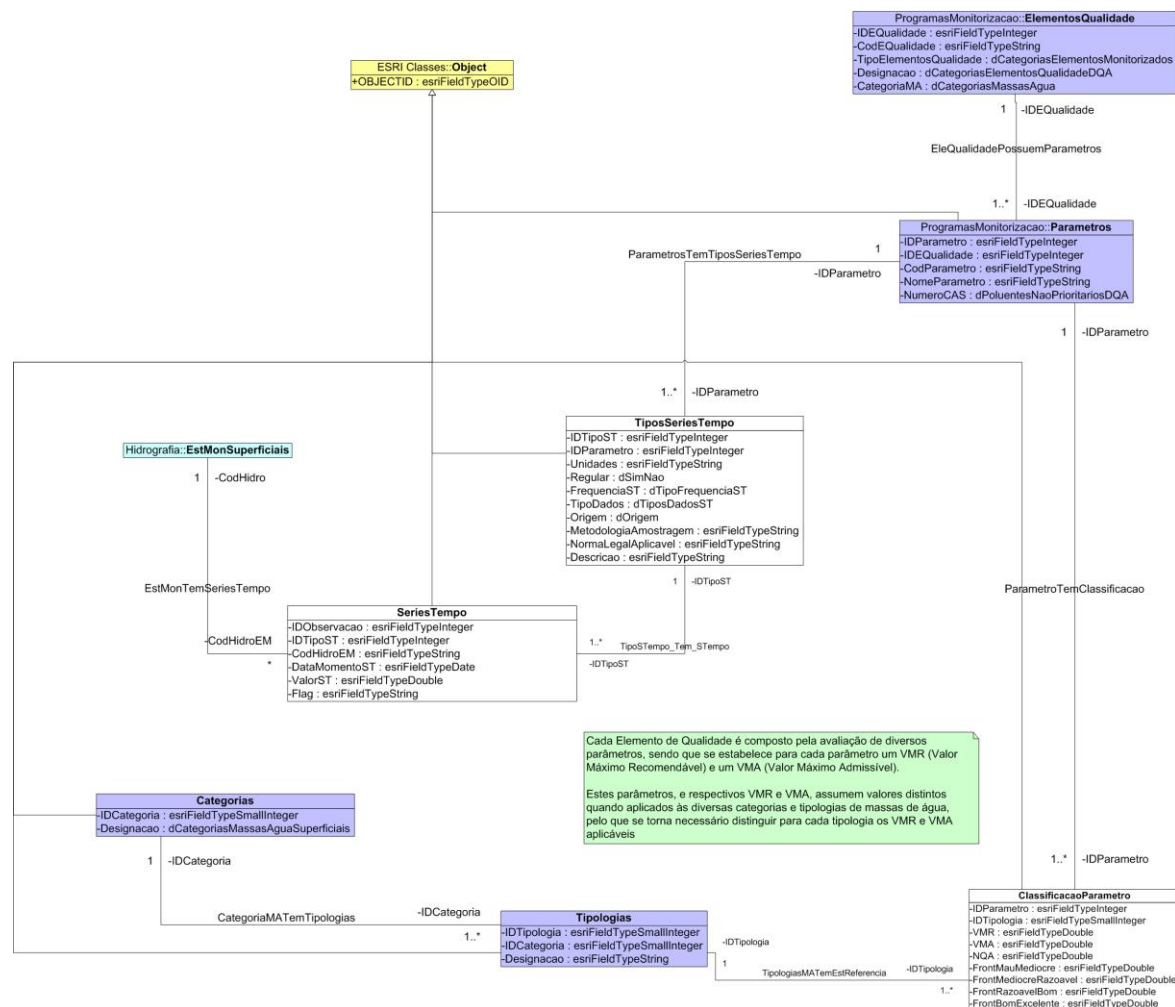 ProgramasMonitorizacao::ElementosQualidade
-IDEQualidade : esriFieldTypeInteger
-CodEQualidade : esriFieldTypeString
-TipoElementosQualidade : dCategoriasElementosMonitorizados
-Designacao : dCategoriasElementosQualidadeDQA
-CategoriaMA : dCategoriasMassasAgua
ESRI Classes::Object
+OBJECTID : esriFieldTypeOID
1 -IDEQualidade
EleQualidadePossuemParametros
1..* -IDEQualidade
ProgramasMonitorizacao::Parametros
-IDParametro : esriFieldTypeInteger
-IDEQualidade : esriFieldTypeInteger
-CodParametro : esriFieldTypeString
-NomeParametro : esriFieldTypeString
-NumeroCAS : dPoluentesNaoPrioritariosDQA
ParametrosTemTiposSeriesTempo
1
-IDParametro
1 -IDParametro
1..* -IDParametro
TiposSeriesTempo
-IDTipoST : esriFieldTypeInteger
-IDParametro : esriFieldTypeInteger
-Unidades : esriFieldTypeString
-Regular : dSimNao
-FrequenciaST : dTipoFrequenciaST
-TipoDados : dTiposDadosST
-Origem : dOrigem
-MetodologiaAmostragem : esriFieldTypeString
-NormaLegalAplicavel : esriFieldTypeString
-Descricao : esriFieldTypeString
Hidrografia::EstMonSuperficiais
1 -CodHidro
EstMonTemSeriesTempo
-CodHidroEM
*
1 -IDTipoST
ParametroTemClassificacao
SeriesTempo
-IDObservacao : esriFieldTypeInteger
-IDTipoST : esriFieldTypeInteger
-CodHidroEM : esriFieldTypeString
-DataMomentoST : esriFieldTypeDate
-ValorST : esriFieldTypeDouble
-Flag : esriFieldTypeString
1..* TipoSTempo_Tem_STempo
-IDTipoST
Cada Elemento de Qualidade é composto pela avaliação de diversos
parâmetros, sendo que se estabelece para cada parâmetro um VMR (Valor
Máximo Recomendável) e um VMA (Valor Máximo Admissível).
Estes parâmetros, e respectivos VMR e VMA, assumem valores distintos
quando aplicados às diversas categorias e tipologias de massas de água,
pelo que se torna necessário distinguir para cada tipologia os VMR e VMA
aplicáveis
Categorias
-IDCategoria : esriFieldTypeSmallInteger
-Designacao : dCategoriasMassasAguaSuperficiais
1 -IDCategoria
CategoriaMATemTipologias
-IDCategoria
1..*
Tipologias
-IDTipologia : esriFieldTypeSmallInteger
-IDCategoria : esriFieldTypeSmallInteger
-Designacao : esriFieldTypeString
-IDTipologia
1
TipologiasMATemEstReferencia
-IDTipologia
1..*
1..* -IDParametro
ClassificacaoParametro
-IDParametro : esriFieldTypeInteger
-IDTipologia : esriFieldTypeSmallInteger
-VMR : esriFieldTypeDouble
-VMA : esriFieldTypeDouble
-NQA : esriFieldTypeDouble
-FrontMauMediocre : esriFieldTypeDouble
-FrontMediocreRazoavel : esriFieldTypeDouble
-FrontRazoavelBom : esriFieldTypeDouble
-FrontBomExcelente : esriFieldTypeDouble